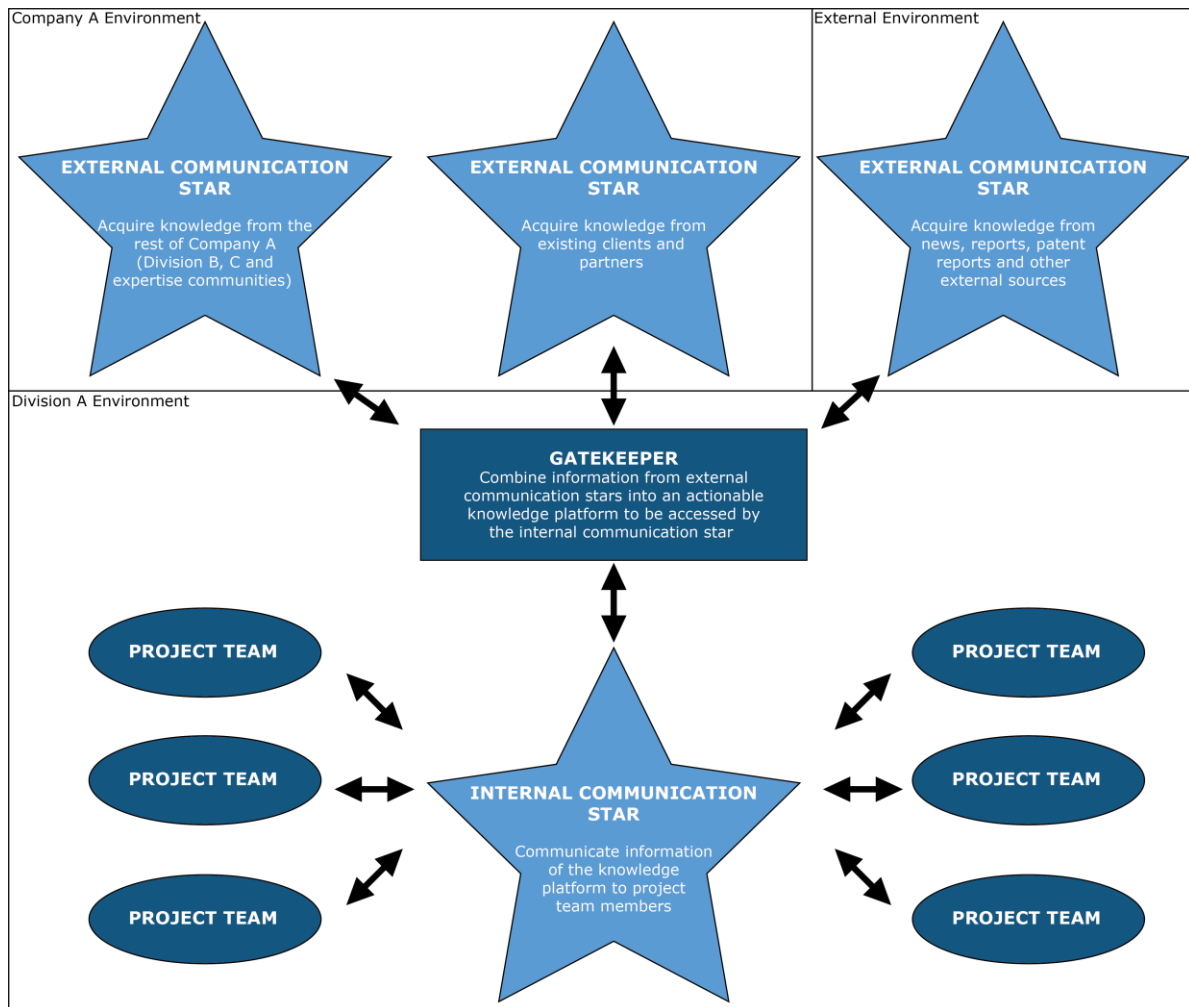 Company A Environment
External Environment
EXTERNAL COMMUNICATION
STAR
Acquire knowledge from the
rest of Company A
(Division B, C and
expertise communities)
EXTERNAL COMMUNICATION
STAR
Acquire knowledge from
existing clients and
partners
EXTERNAL COMMUNICATION
STAR
Acquire knowledge from
news, reports, patent
reports and other
external sources
Division A Environment
GATEKEEPER
Combine information from external
communication stars into an actionable
knowledge platform to be accessed by
the internal communication star
PROJECT TEAM
PROJECT TEAM
PROJECT TEAM
INTERNAL COMMUNICATION
STAR
Communicate information
of the knowledge
platform to project
team members
PROJECT TEAM
PROJECT TEAM
PROJECT TEAM